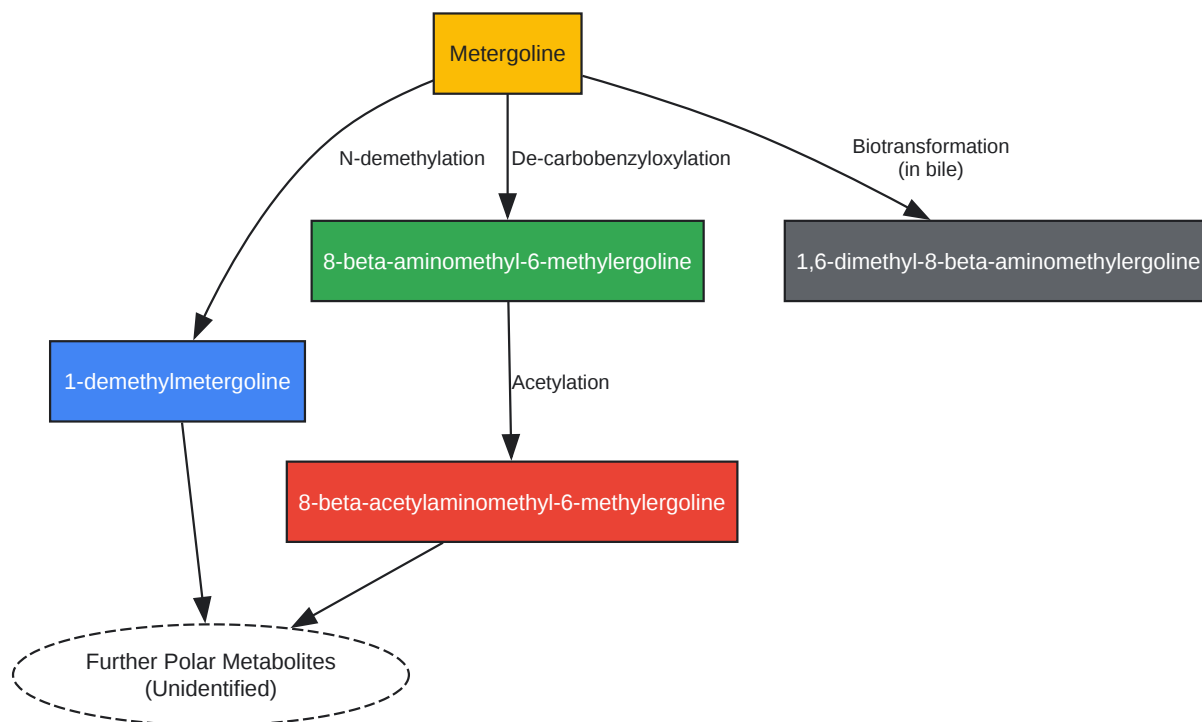 Metergoline
N-demethylation
De-carbobenzyloxylation
Biotransformation
(in bile)
8-beta-aminomethyl-6-methylergoline
1,6-dimethyl-8-beta-aminomethylergoline
1-demethylmetergoline
Acetylation
8-beta-acetylaminomethyl-6-methylergoline
Further Polar Metabolites
(Unidentified)